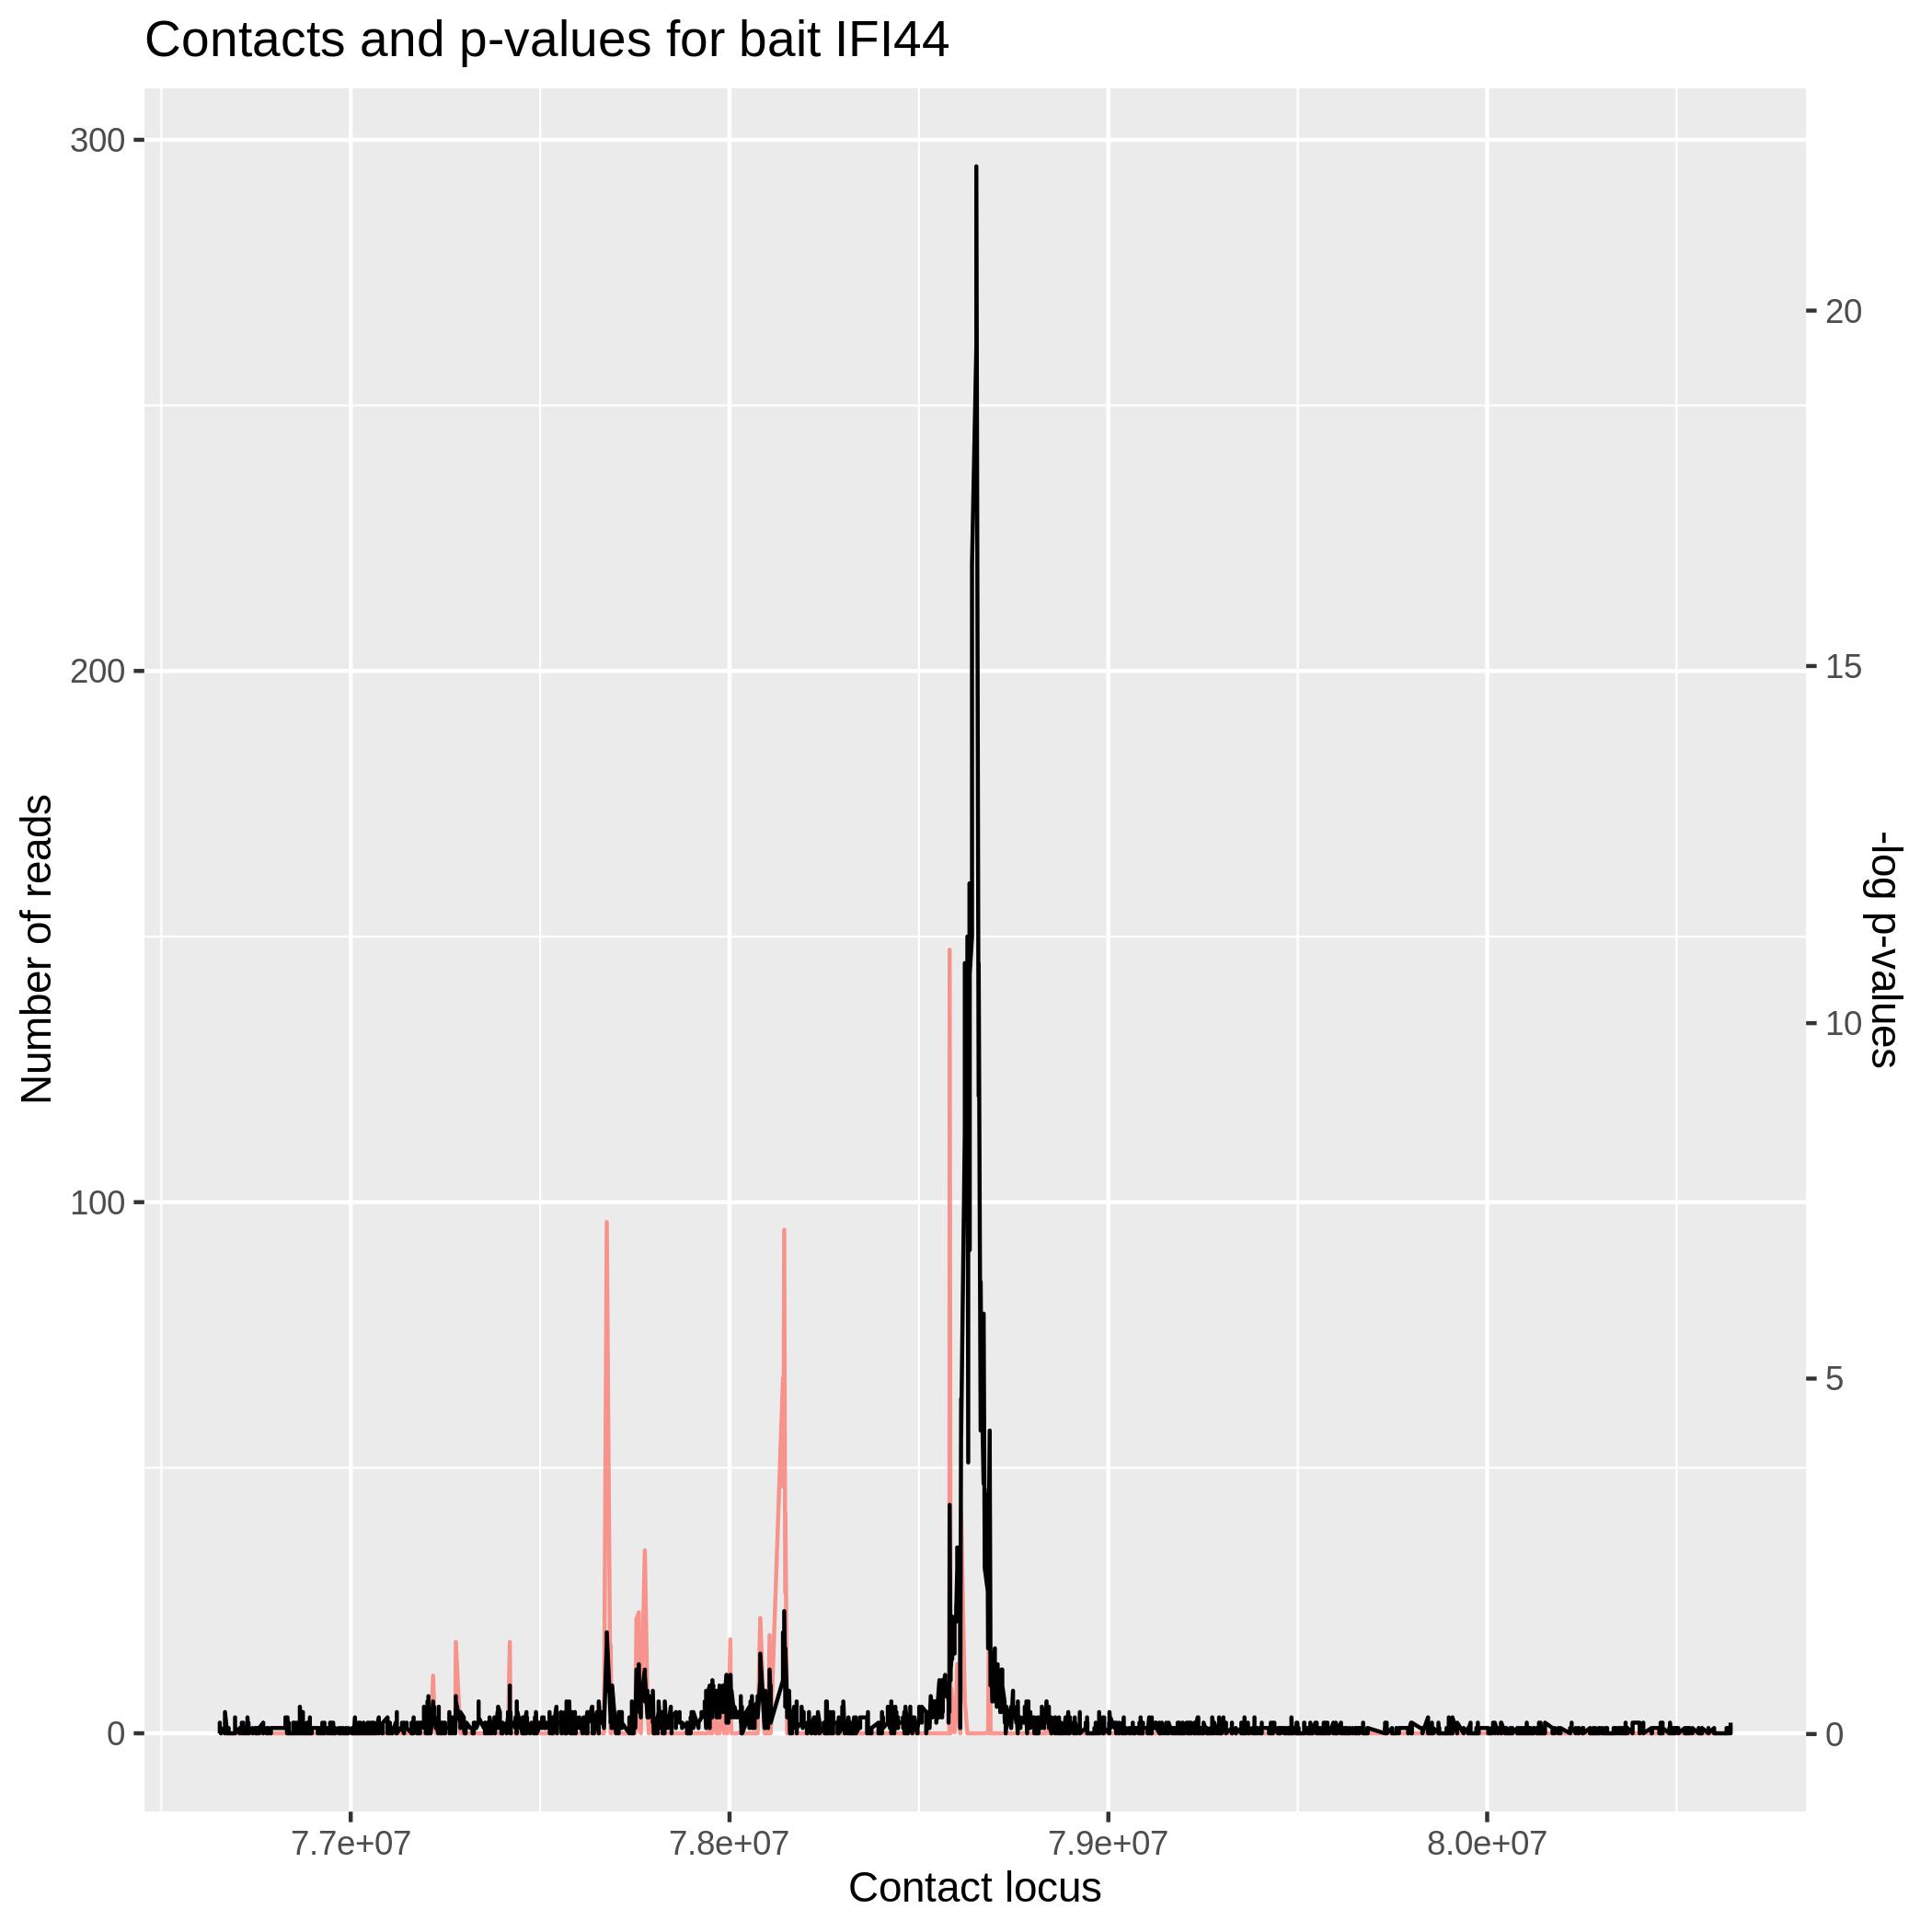 Contacts and p-values for bait IFI44
300
200
100
0
Number of reads
20
15
10
5
0
-log p-values
7.7e+07 7.8e+07 7.9e+07 8.0e+07
Contact locus